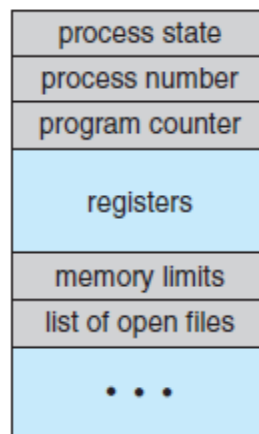 process state
process number
program counter
registers
memory limits
list of open files
• • •